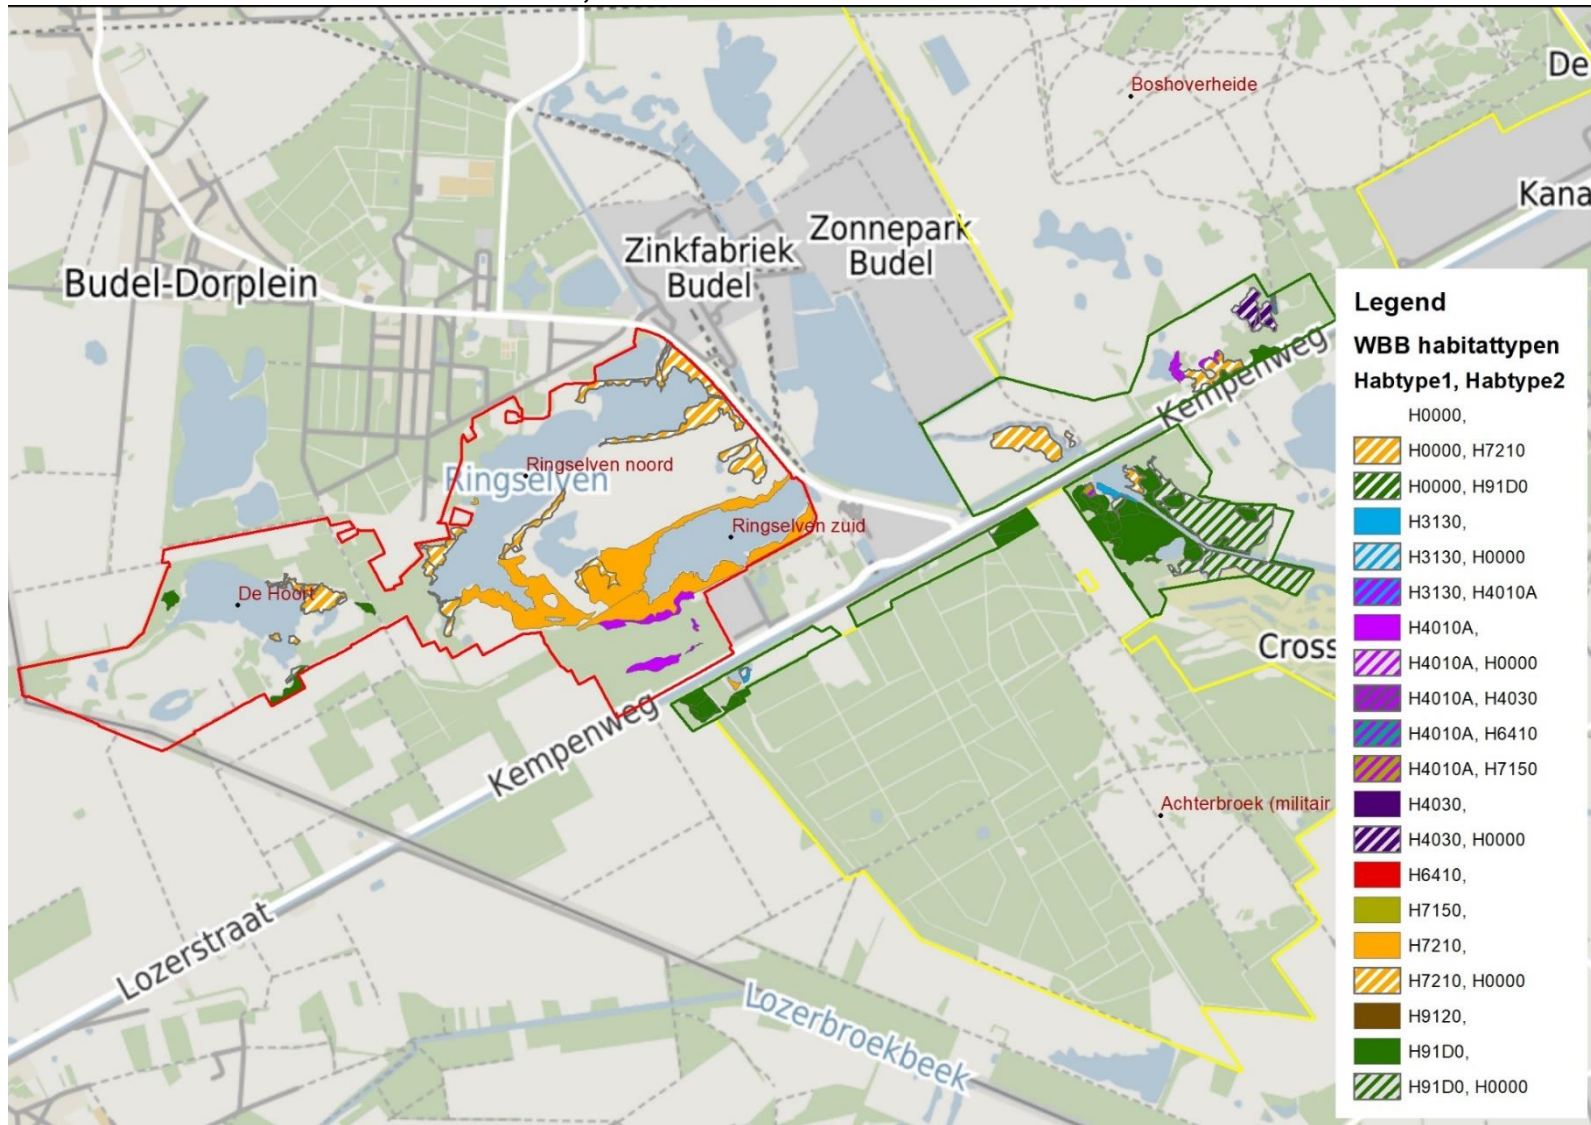 Boshoverheide
De
Kana
Zonnepark
Budel
Zinkfabriek
Budel
Budel-Dorplein
Kempenweg
Ringselven noord
Ringselven
Ringselven zuid
De Hoort
Cross
Kempenweg
Achterbroek (militair
Lozerstraat
Lozerbroekbeek
Legend
WBB habitattypen
Habtype1, Habtype2
H0000,
H0000, H7210
H0000, H91D0
H3130,
H3130, H0000
H3130, H4010A
H4010A,
H4010A, H0000
H4010A, H4030
H4010A, H6410
H4010A, H7150
H4030,
H4030, H0000
H6410,
H7150,
H7210,
H7210, H0000
H9120,
H91D0,
H91D0, H0000